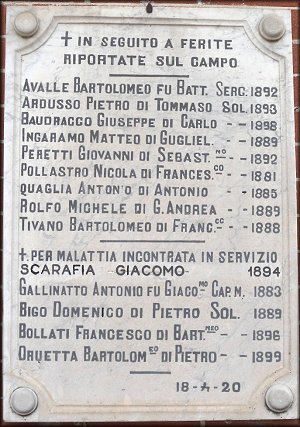 ✝ IN SEGUITO A FERITE
RIPORTATE SUL CAMPO
AVALLE BARTOLOMEO FU BATT. SERG. 1892
ARDUSSO PIETRO DI TOMMASO SOL. 1893
BAUDRACCO GIUSEPPE DI CARLO - - 1898
INGARAMO MATTEO DI GUGLIEL. - - 1889
PERETTI GIOVANNI DI SEBAST.NO - - 1892
POLLASTRO NICOLA DI FRANCES.CO - - 1881
QUAGLIA ANTONIO DI ANTONIO - - 1885
ROLFO MICHELE DI G. ANDREA - - 1889
TIVANO BARTOLOMEO DI FRANC.CC - - 1888
✝ PER MALATTIA INCONTRATA IN SERVIZIO
SCARAFIA GIACOMO - 1894
GALLINATTO ANTONIO FU GIACO.MO CAP. M. 1883
BIGO DOMENICO DI PIETRO SOL. 1889
BOLLATI FRANCESCO DI BART.MEO - - 1896
ORUETTA BARTOLOM.EO DI PIETRO - - 1899
18-4-20